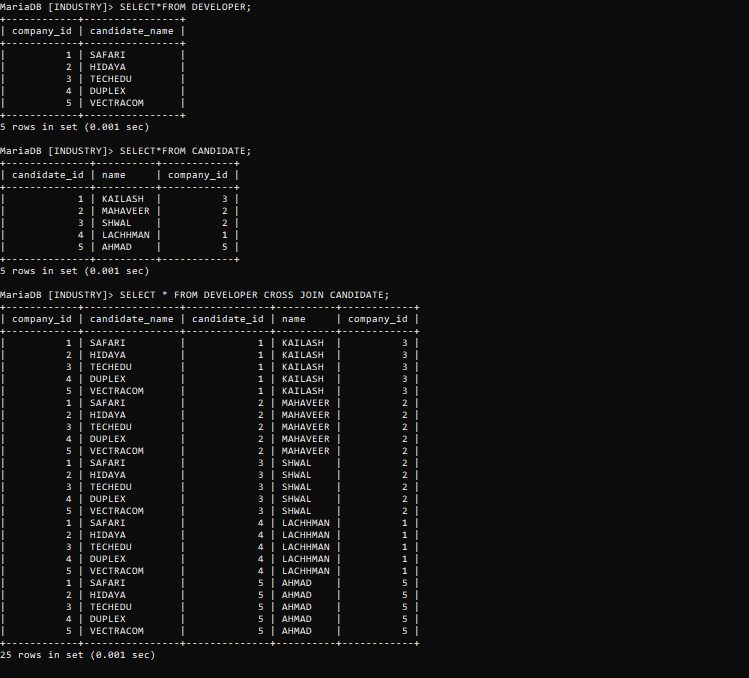 MariaDB [INDUSTRY]> SELECT*FROM DEVELOPER;
+------------+----------------+
| company_id | candidate_name |
+------------+----------------+
|          1 | SAFARI         |
|          2 | HIDAYA         |
|          3 | TECHEDU        |
|          4 | DUPLEX         |
|          5 | VECTRACOM      |
+------------+----------------+
5 rows in set (0.001 sec)
MariaDB [INDUSTRY]> SELECT*FROM CANDIDATE;
+--------------+----------+------------+
| candidate_id | name     | company_id |
+--------------+----------+------------+
|            1 | KAILASH  |          3 |
|            2 | MAHAVEER |          2 |
|            3 | SHWAL    |          2 |
|            4 | LACHHMAN |          1 |
|            5 | AHMAD    |          5 |
+--------------+----------+------------+
5 rows in set (0.001 sec)
MariaDB [INDUSTRY]> SELECT * FROM DEVELOPER CROSS JOIN CANDIDATE;
+------------+----------------+--------------+----------+------------+
| company_id | candidate_name | candidate_id | name     | company_id |
+------------+----------------+--------------+----------+------------+
|          1 | SAFARI         |            1 | KAILASH  |          3 |
|          2 | HIDAYA         |            1 | KAILASH  |          3 |
|          3 | TECHEDU        |            1 | KAILASH  |          3 |
|          4 | DUPLEX         |            1 | KAILASH  |          3 |
|          5 | VECTRACOM      |            1 | KAILASH  |          3 |
|          1 | SAFARI         |            2 | MAHAVEER |          2 |
|          2 | HIDAYA         |            2 | MAHAVEER |          2 |
|          3 | TECHEDU        |            2 | MAHAVEER |          2 |
|          4 | DUPLEX         |            2 | MAHAVEER |          2 |
|          5 | VECTRACOM      |            2 | MAHAVEER |          2 |
|          1 | SAFARI         |            3 | SHWAL    |          2 |
|          2 | HIDAYA         |            3 | SHWAL    |          2 |
|          3 | TECHEDU        |            3 | SHWAL    |          2 |
|          4 | DUPLEX         |            3 | SHWAL    |          2 |
|          5 | VECTRACOM      |            3 | SHWAL    |          2 |
|          1 | SAFARI         |            4 | LACHHMAN |          1 |
|          2 | HIDAYA         |            4 | LACHHMAN |          1 |
|          3 | TECHEDU        |            4 | LACHHMAN |          1 |
|          4 | DUPLEX         |            4 | LACHHMAN |          1 |
|          5 | VECTRACOM      |            4 | LACHHMAN |          1 |
|          1 | SAFARI         |            5 | AHMAD    |          5 |
|          2 | HIDAYA         |            5 | AHMAD    |          5 |
|          3 | TECHEDU        |            5 | AHMAD    |          5 |
|          4 | DUPLEX         |            5 | AHMAD    |          5 |
|          5 | VECTRACOM      |            5 | AHMAD    |          5 |
+------------+----------------+--------------+----------+------------+
25 rows in set (0.001 sec)